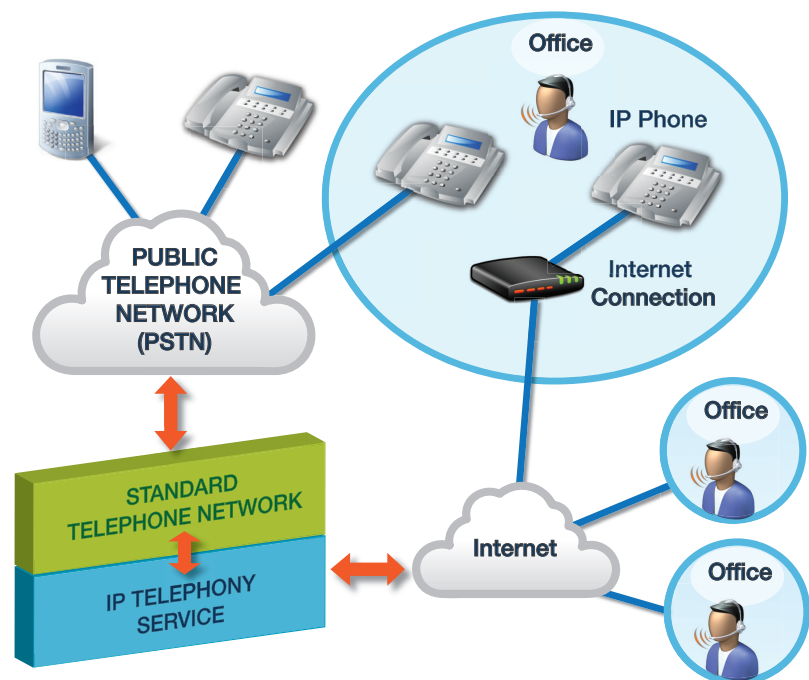 Office
IP Phone
PUBLIC
TELEPHONE
NETWORK
(PSTN)
Internet
Connection
Office
STANDARD
TELEPHONE NETWORK
Internet
IP TELEPHONY
SERVICE
Office